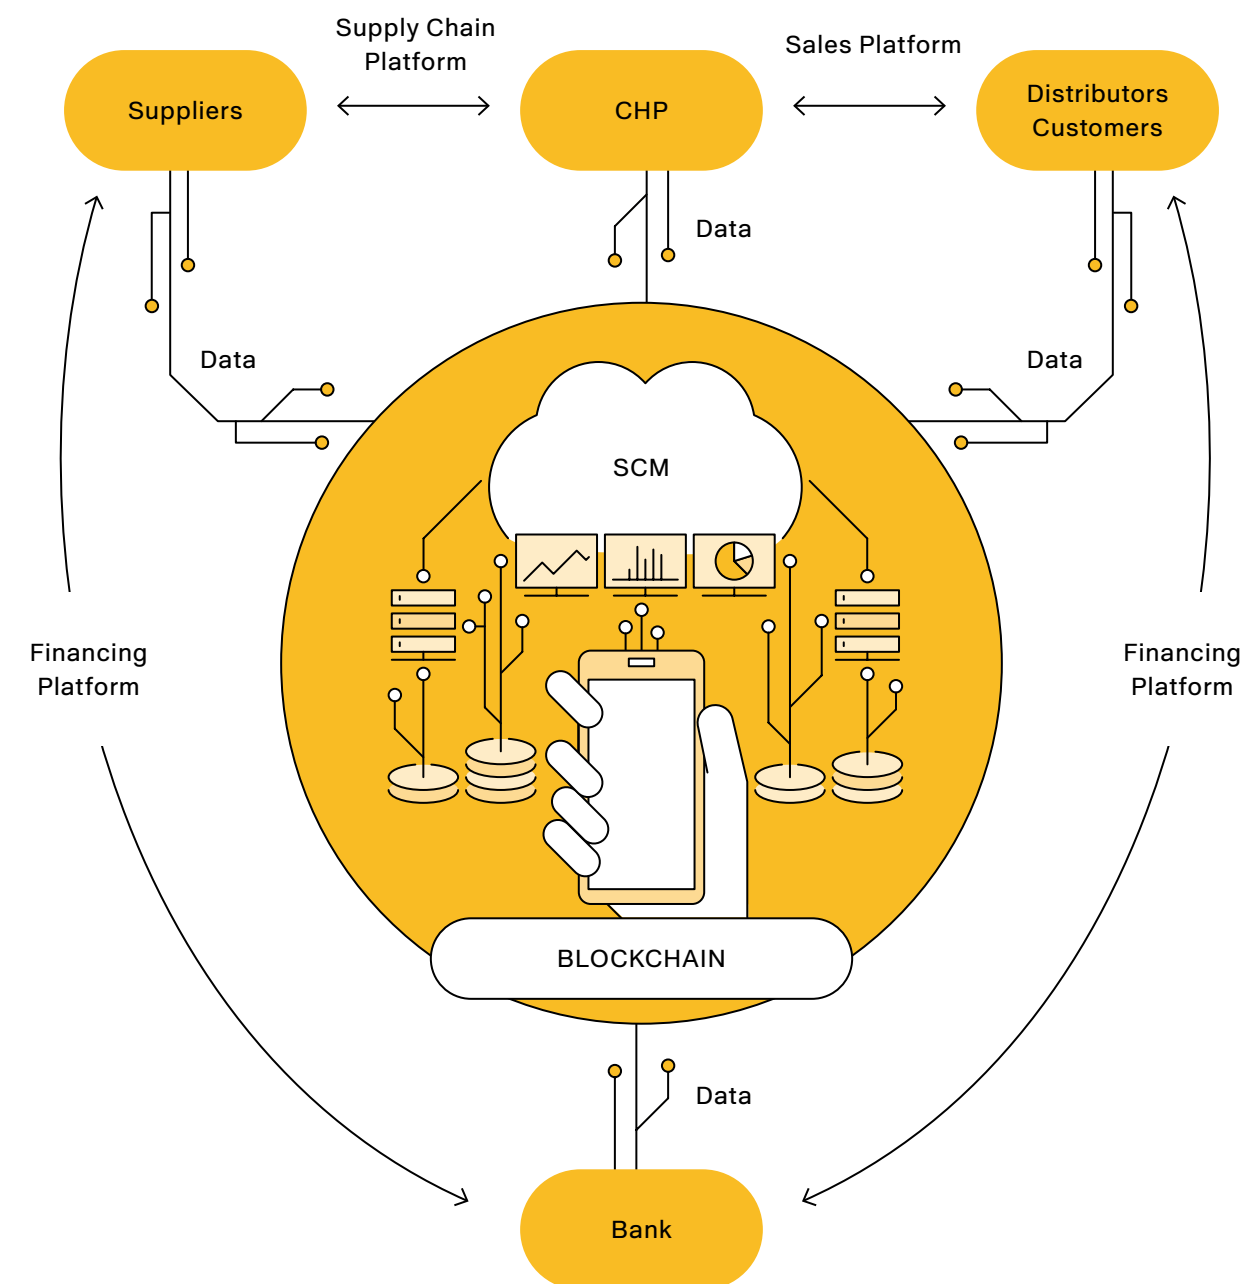 Supply Chain
Platform
Sales Platform
Suppliers
CHP
Distributors
Customers
Data
Data
Data
SCM
Financing
Platform
Financing
Platform
BLOCKCHAIN
Data
Bank